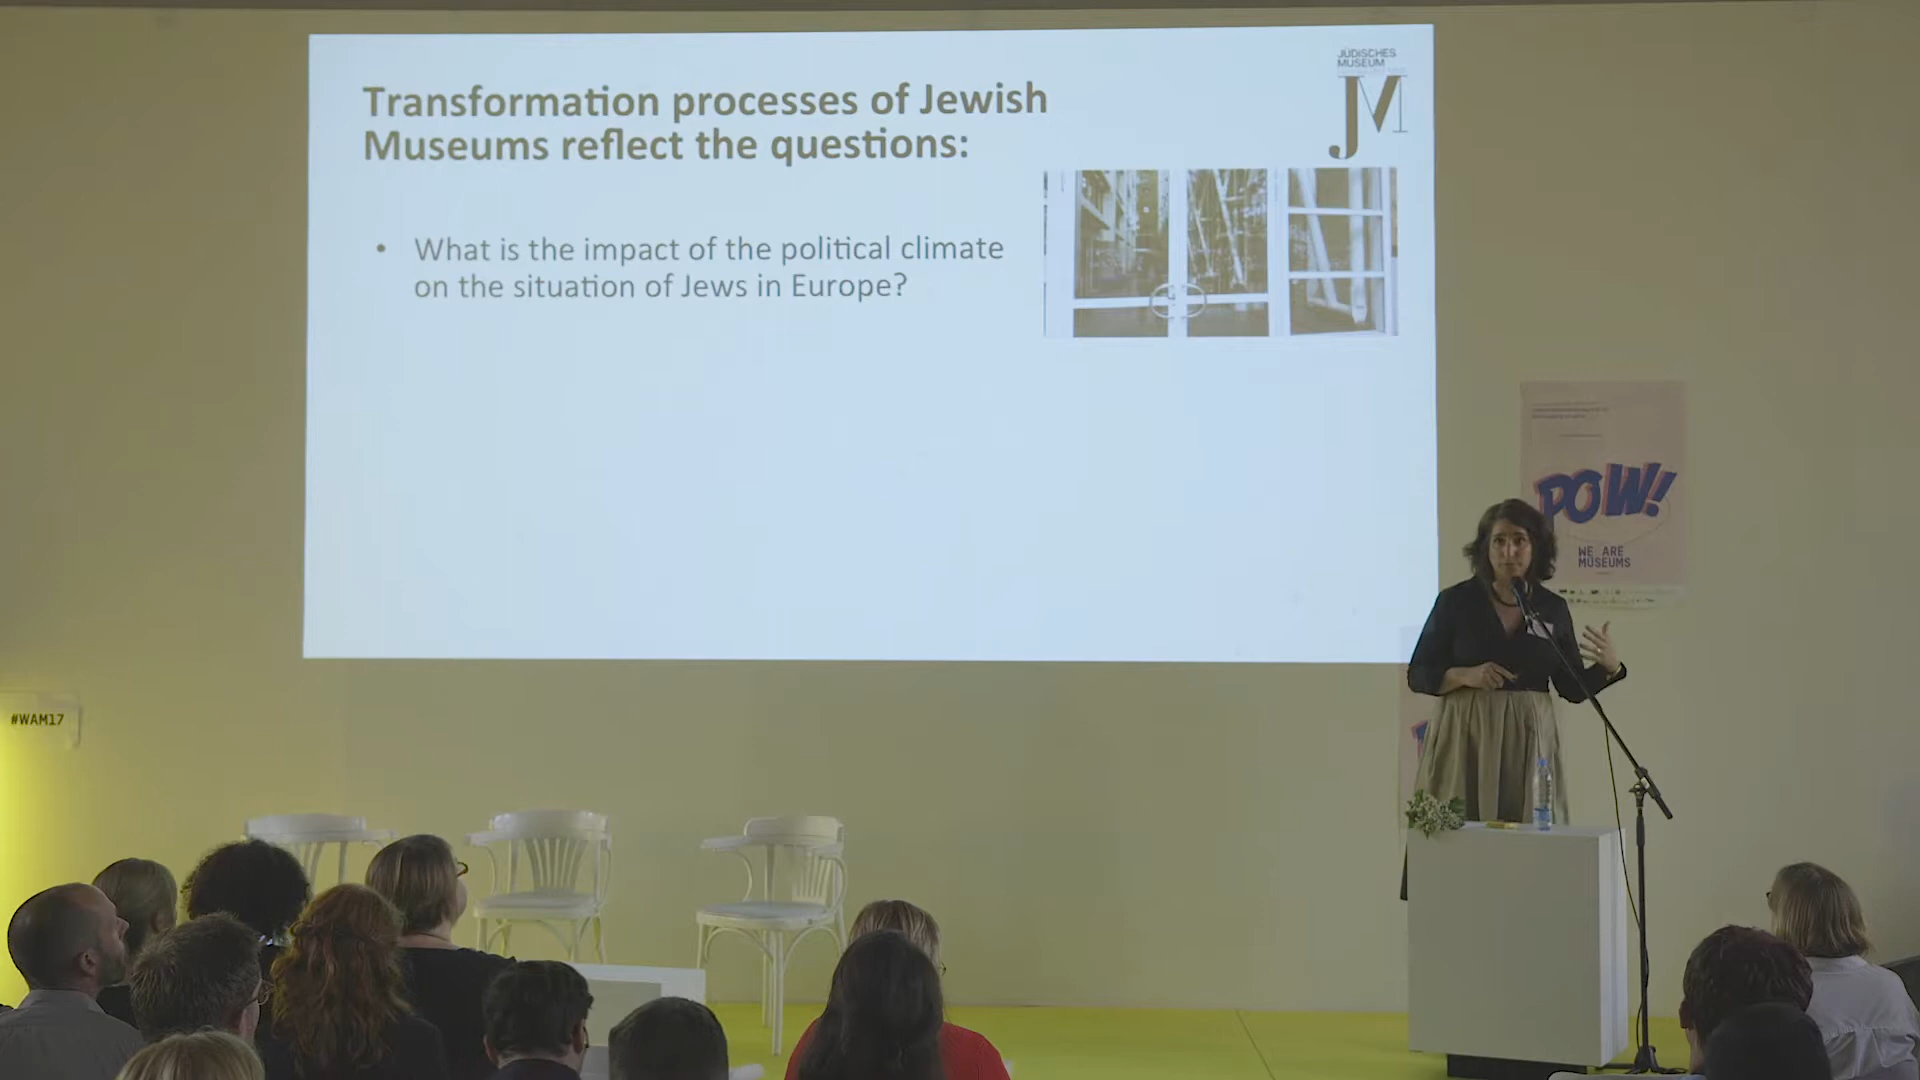 Transformation processes of Jewish
Museums reflect the questions:
• What is the impact of the political climate
on the situation of Jews in Europe?
JÜDISCHES
MUSEUM
JM
POW!
WE ARE
MUSEUMS
#WAM17